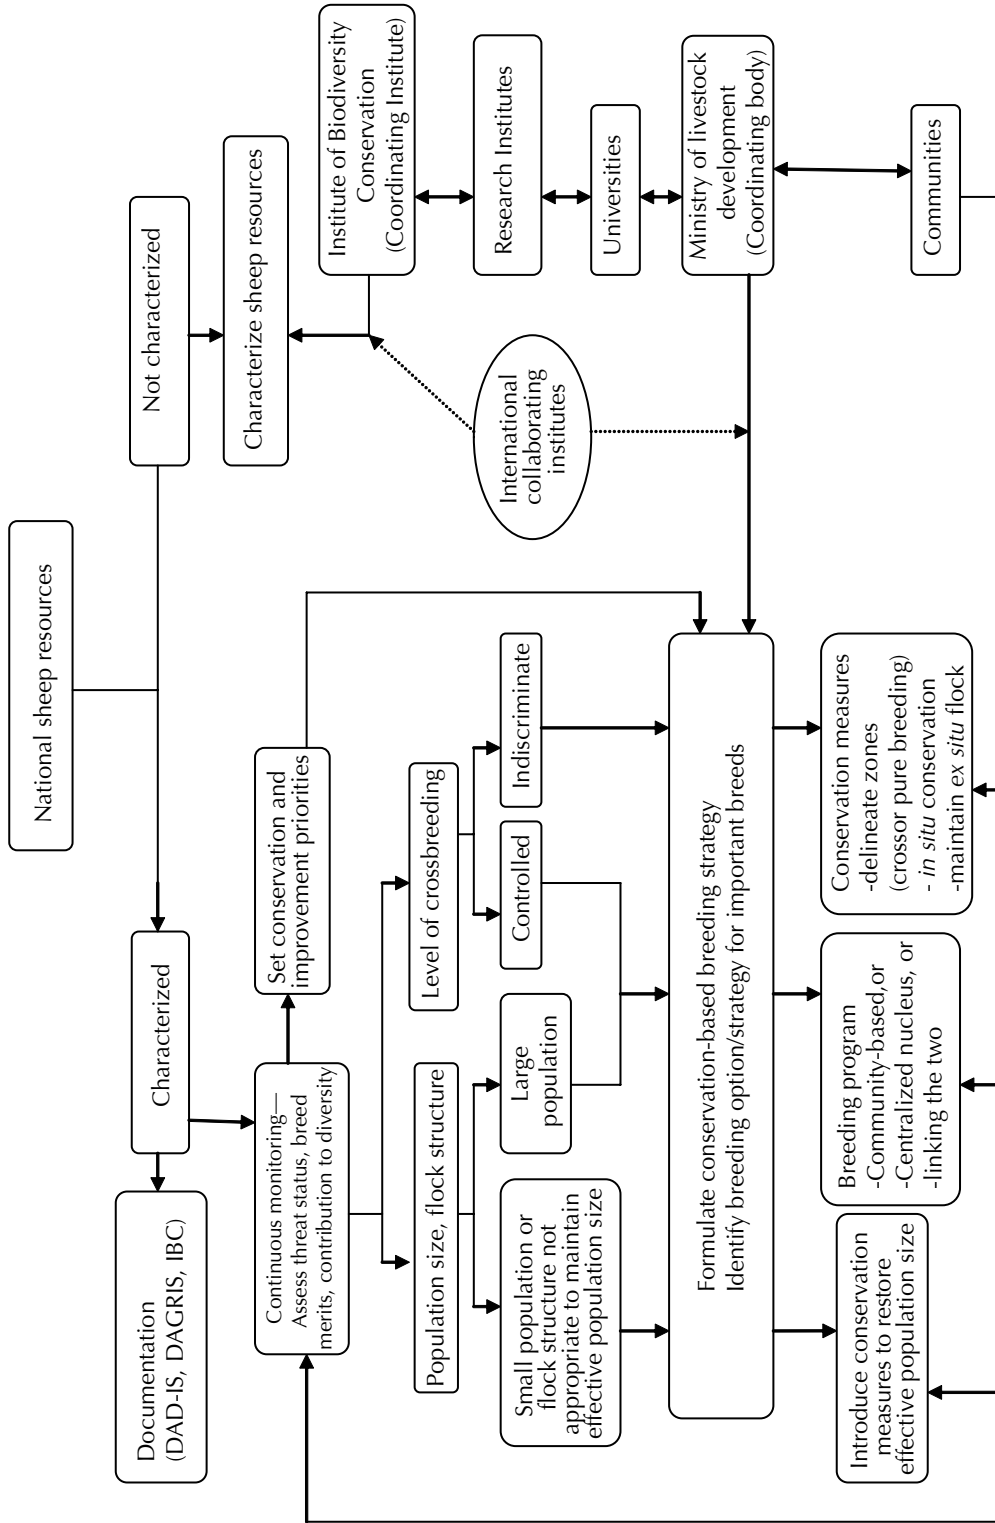 National sheep resources
Not characterized
Characterized
Documentation
(DAD-IS, DAGRIS, IBC)
Characterize sheep resources
Continuous monitoring—
Assess threat status, breed
merits, contribution to diversity
Set conservation and
improvement priorities
Institute of Biodiversity
Conservation
(Coordinating Institute)
Population size, flock structure
Level of crossbreeding
Research Institutes
International
collaborating
institutes
Small population or
flock structure not
appropriate to maintain
effective population size
Large
population
Controlled
Indiscriminate
Universities
Formulate conservation-based breeding strategy
Identify breeding option/strategy for important breeds
Ministry of livestock
development
(Coordinating body)
Introduce conservation
measures to restore
effective population size
Breeding program
-Community-based,or
-Centralized nucleus, or
-linking the two
Conservation measures
-delineate zones
(crossor pure breeding)
- in situ conservation
-maintain ex situ flock
Communities